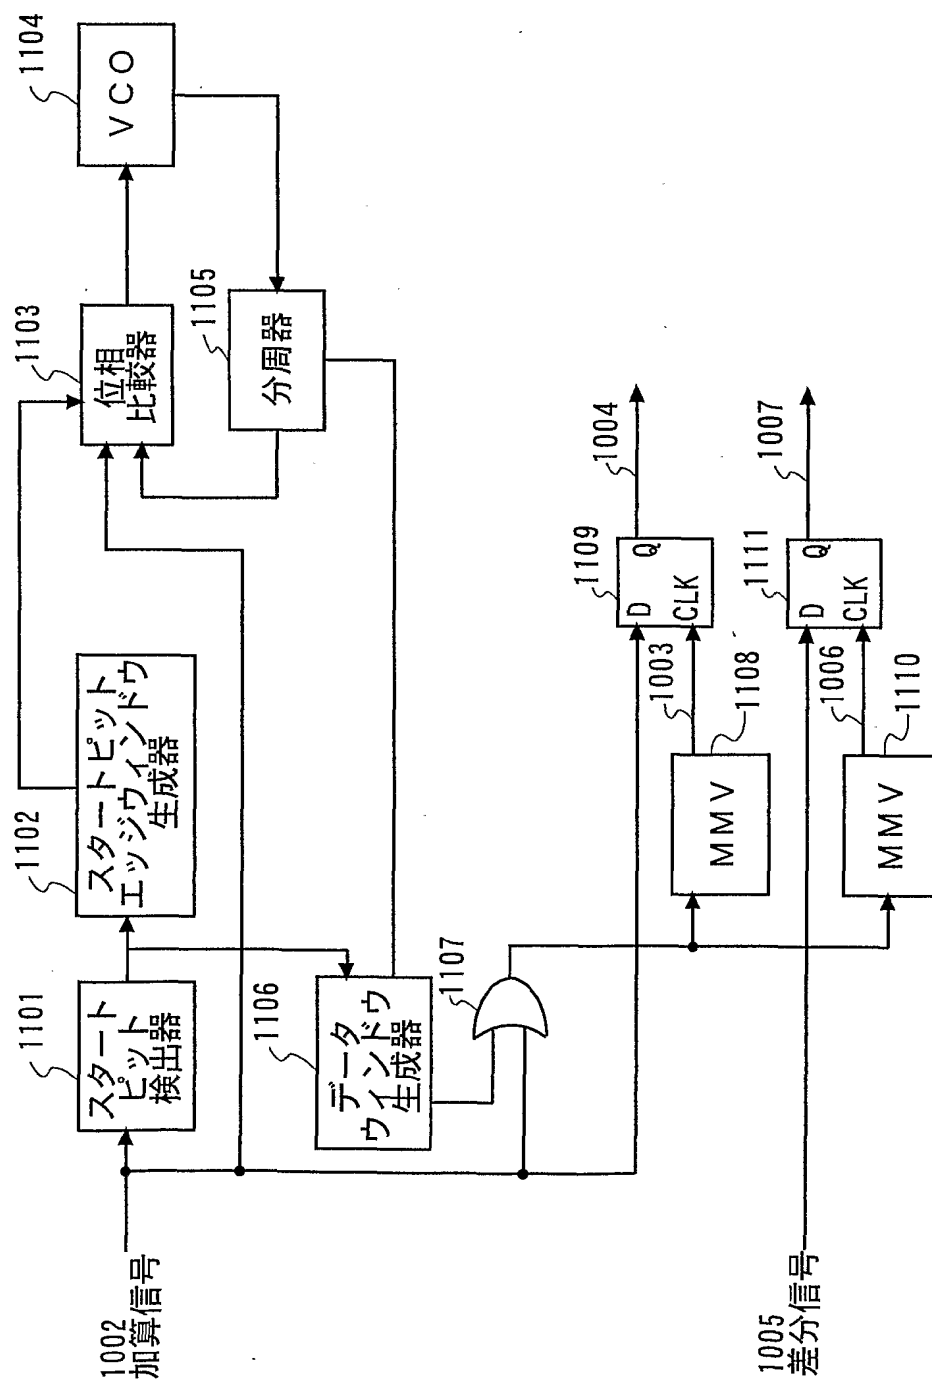 1101
スタート
ピット
検出器
1102
スタートピット
エッジウィンドウ
生成器
1103
位相
比較器
1104
VCO
1105
分周器
1106
データ
ウィンドウ
生成器
1107
1002
加算信号
1109
D
Q
CLK
1004
1003
1108
MMV
1111
D
Q
CLK
1007
1006
1110
MMV
1005
差分信号